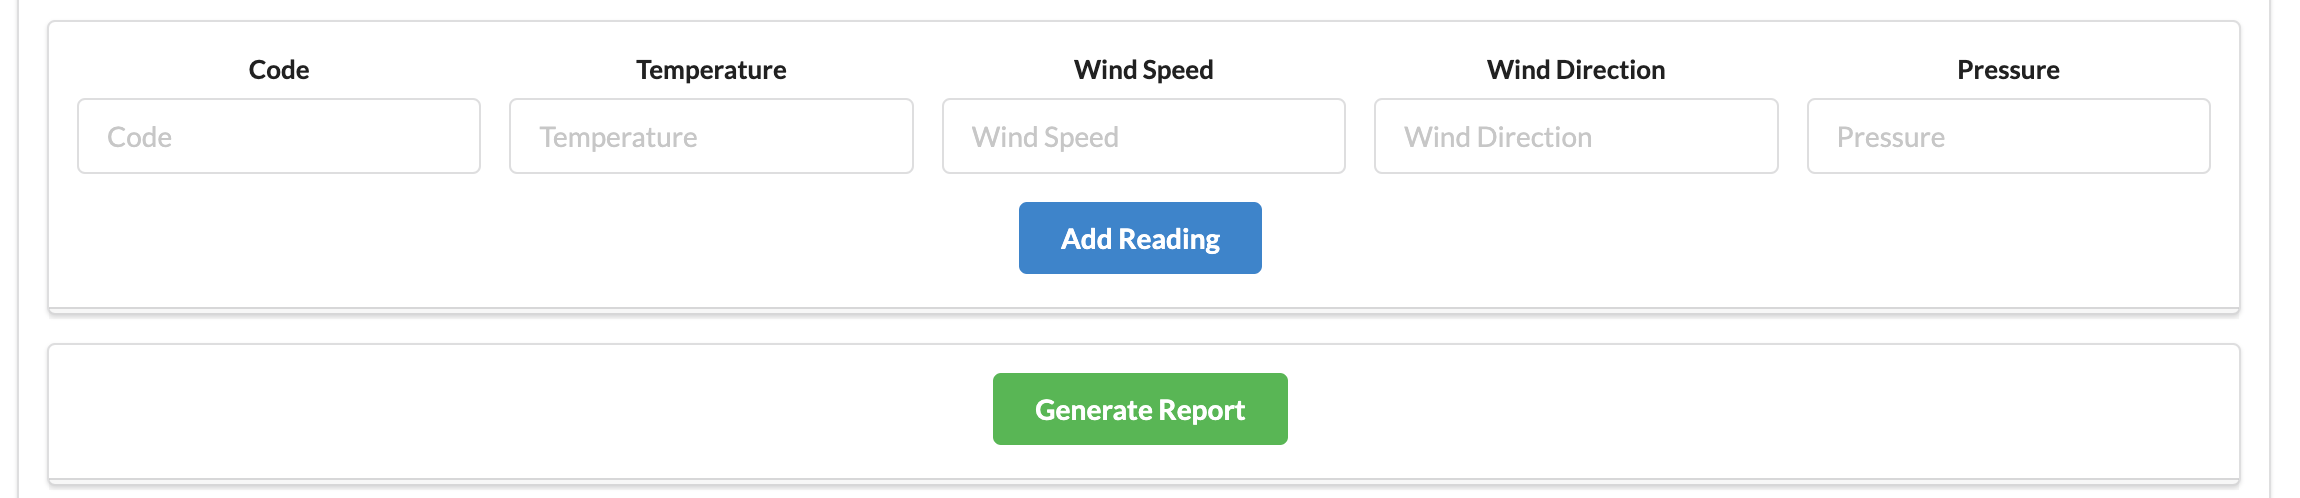 Code Temperature Wind Speed Wind Direction Pressure
Code Temperature Wind Speed Wind Direction Pressure
Add Reading
Generate Report